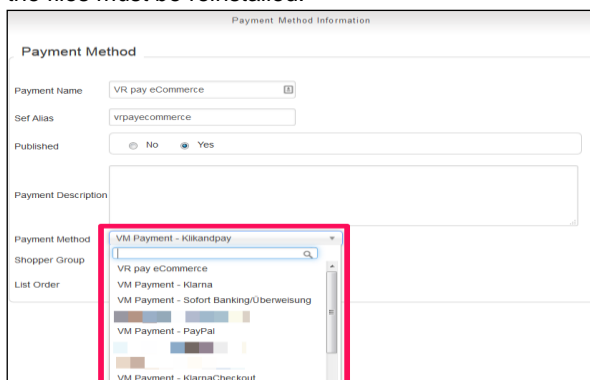 the files must be reinstalled.
Payment Method Information
Payment Method
Payment Name VR pay eCommerce
Sef Alias vrpayecommerce
Published No Yes
Payment Description
Payment Method VM Payment - Klikandpay
Shopper Group
VR pay eCommerce
List Order VM Payment - Klarna
VM Payment - Sofort Banking/Überweisung
VM Payment - PayPal
VM Payment - KlarnaCheckout